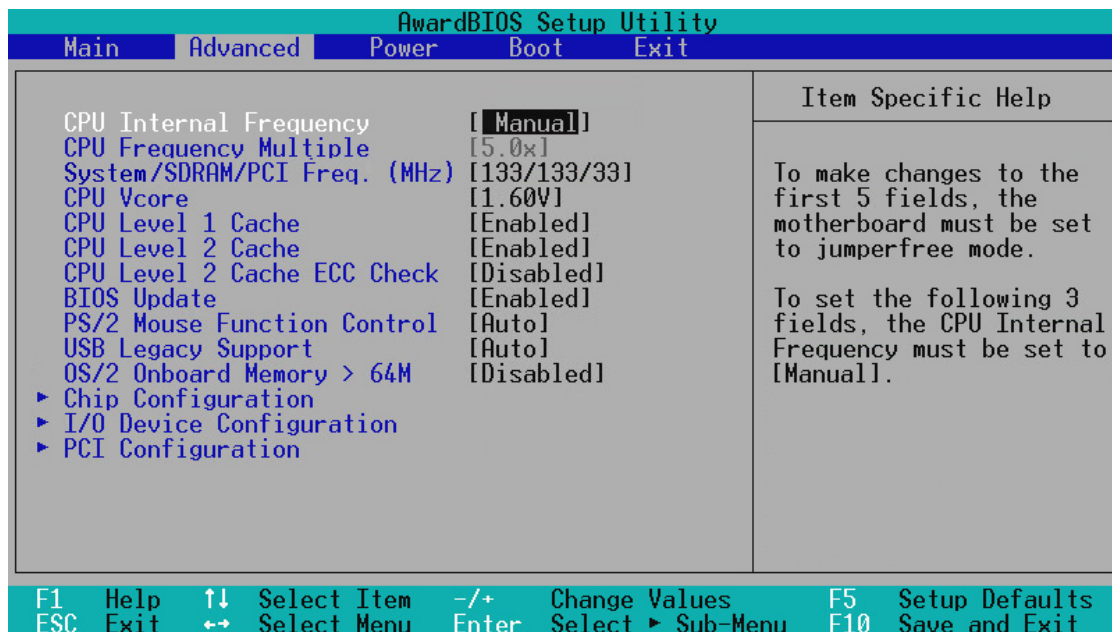 AwardBIOS Setup Utility
Main Advanced Power Boot Exit
Item Specific Help
CPU Internal Frequency [ Manual]
CPU Frequency Multiple [5.0x]
System/SDRAM/PCI Freq. (MHz) [133/133/33]
CPU Vcore [1.60V]
CPU Level 1 Cache [Enabled]
CPU Level 2 Cache [Enabled]
CPU Level 2 Cache ECC Check [Disabled]
BIOS Update [Enabled]
PS/2 Mouse Function Control [Auto]
USB Legacy Support [Auto]
OS/2 Onboard Memory > 64M [Disabled]
► Chip Configuration
► I/O Device Configuration
► PCI Configuration
To make changes to the
first 5 fields, the
motherboard must be set
to jumperfree mode.
To set the following 3
fields, the CPU Internal
Frequency must be set to
[Manual].
F1 Help ↑↓ Select Item -/+ Change Values F5 Setup Defaults
ESC Exit ←→ Select Menu Enter Select ► Sub-Menu F10 Save and Exit